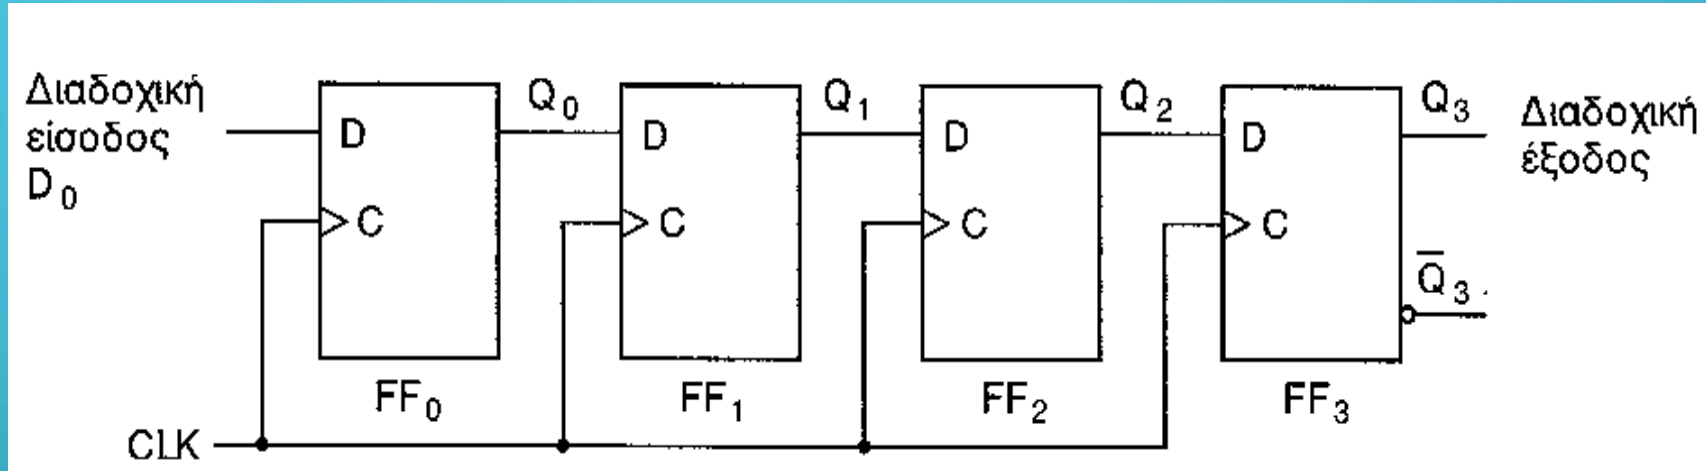 Διαδοχική
είσοδος
D₀
D
C
FF₀
Q₀
D
C
FF₁
Q₁
D
C
FF₂
Q₂
D
C
FF₃
Q₃
Q̅₃
Διαδοχική
έξοδος
CLK